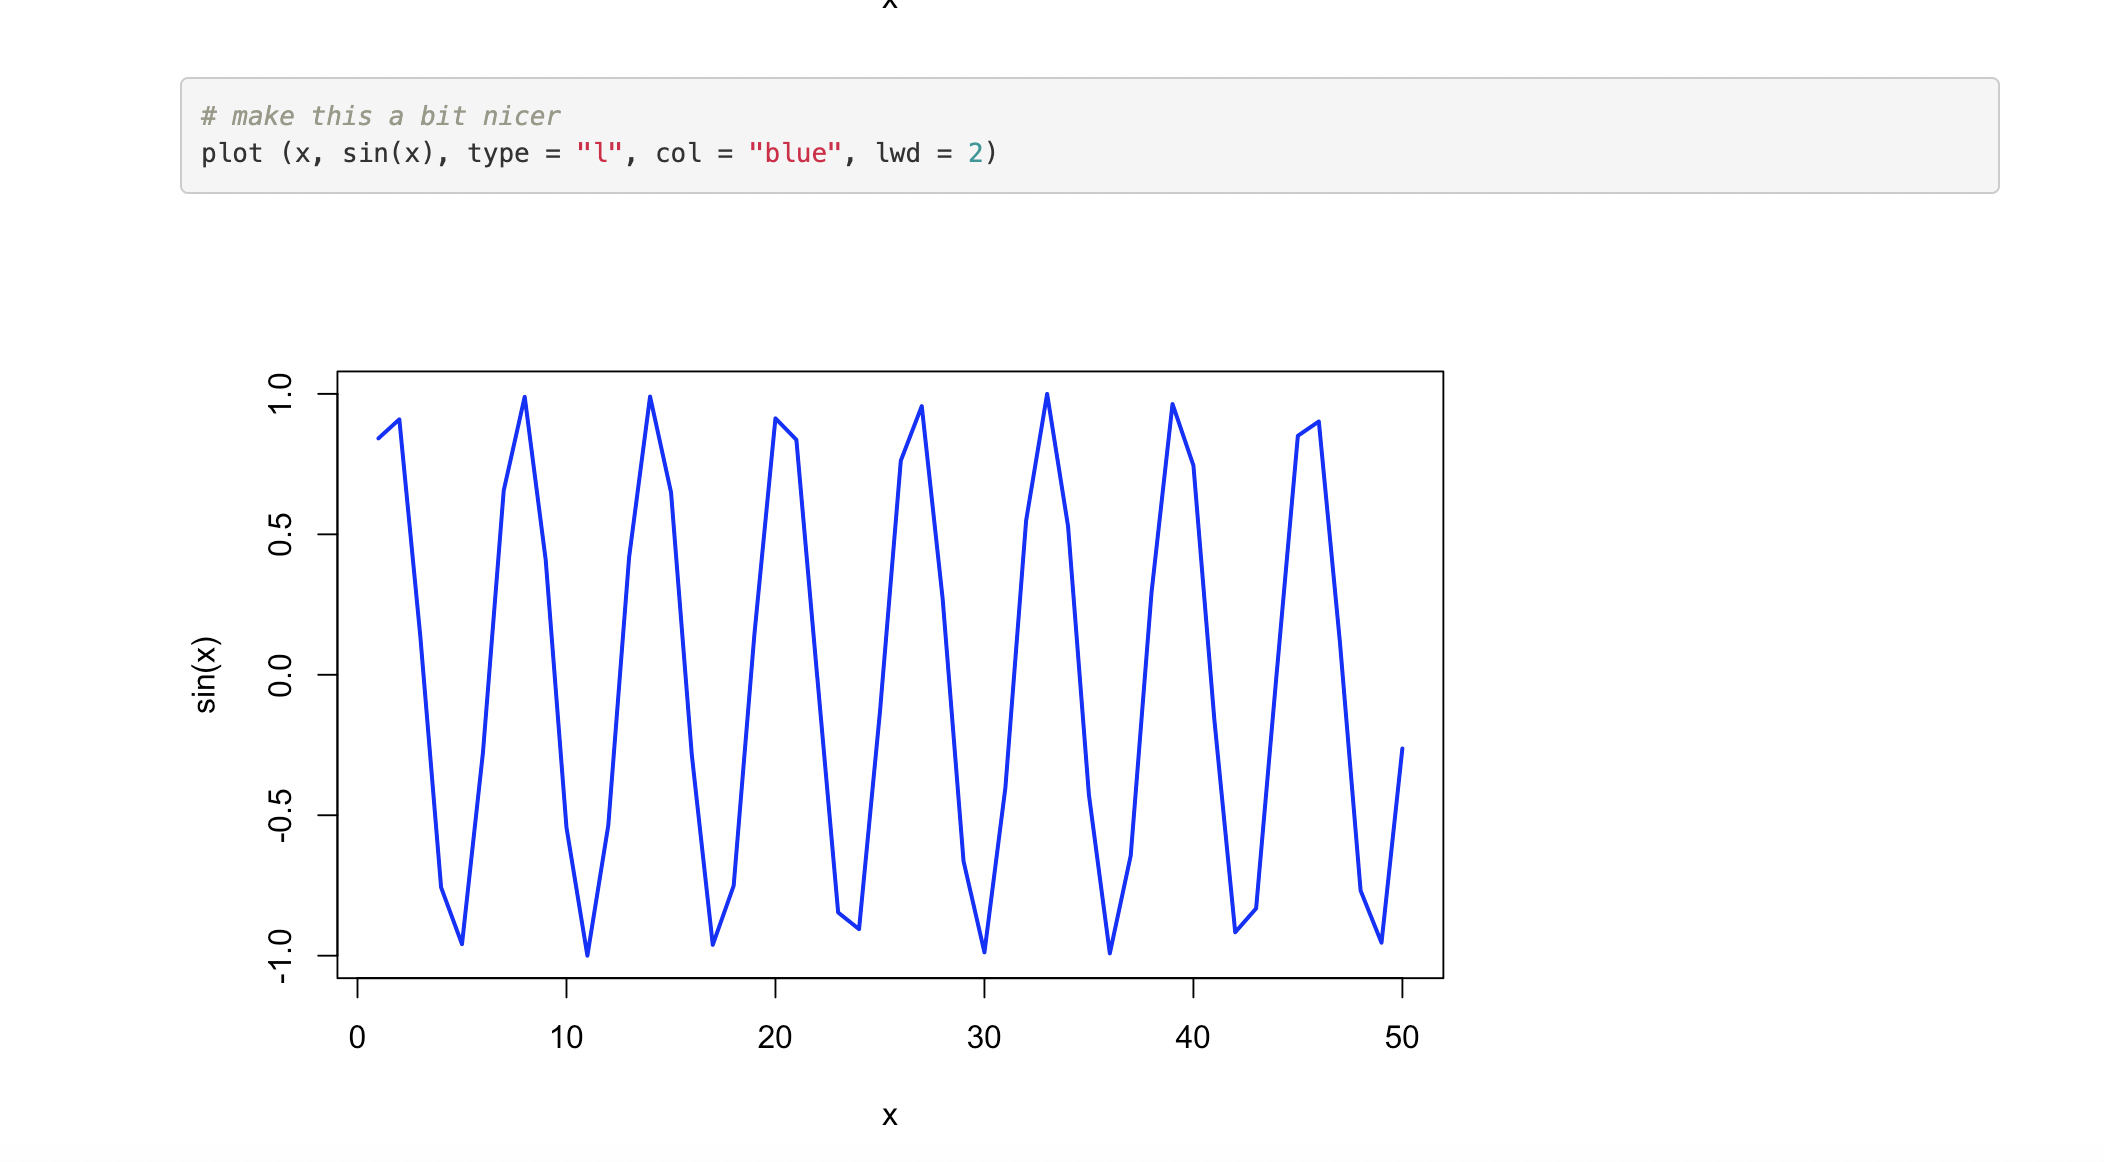 x
# make this a bit nicer
plot (x, sin(x), type = "l", col = "blue", lwd = 2)
1.0
0.5
0.0
-0.5
-1.0
sin(x)
0 10 20 30 40 50
x